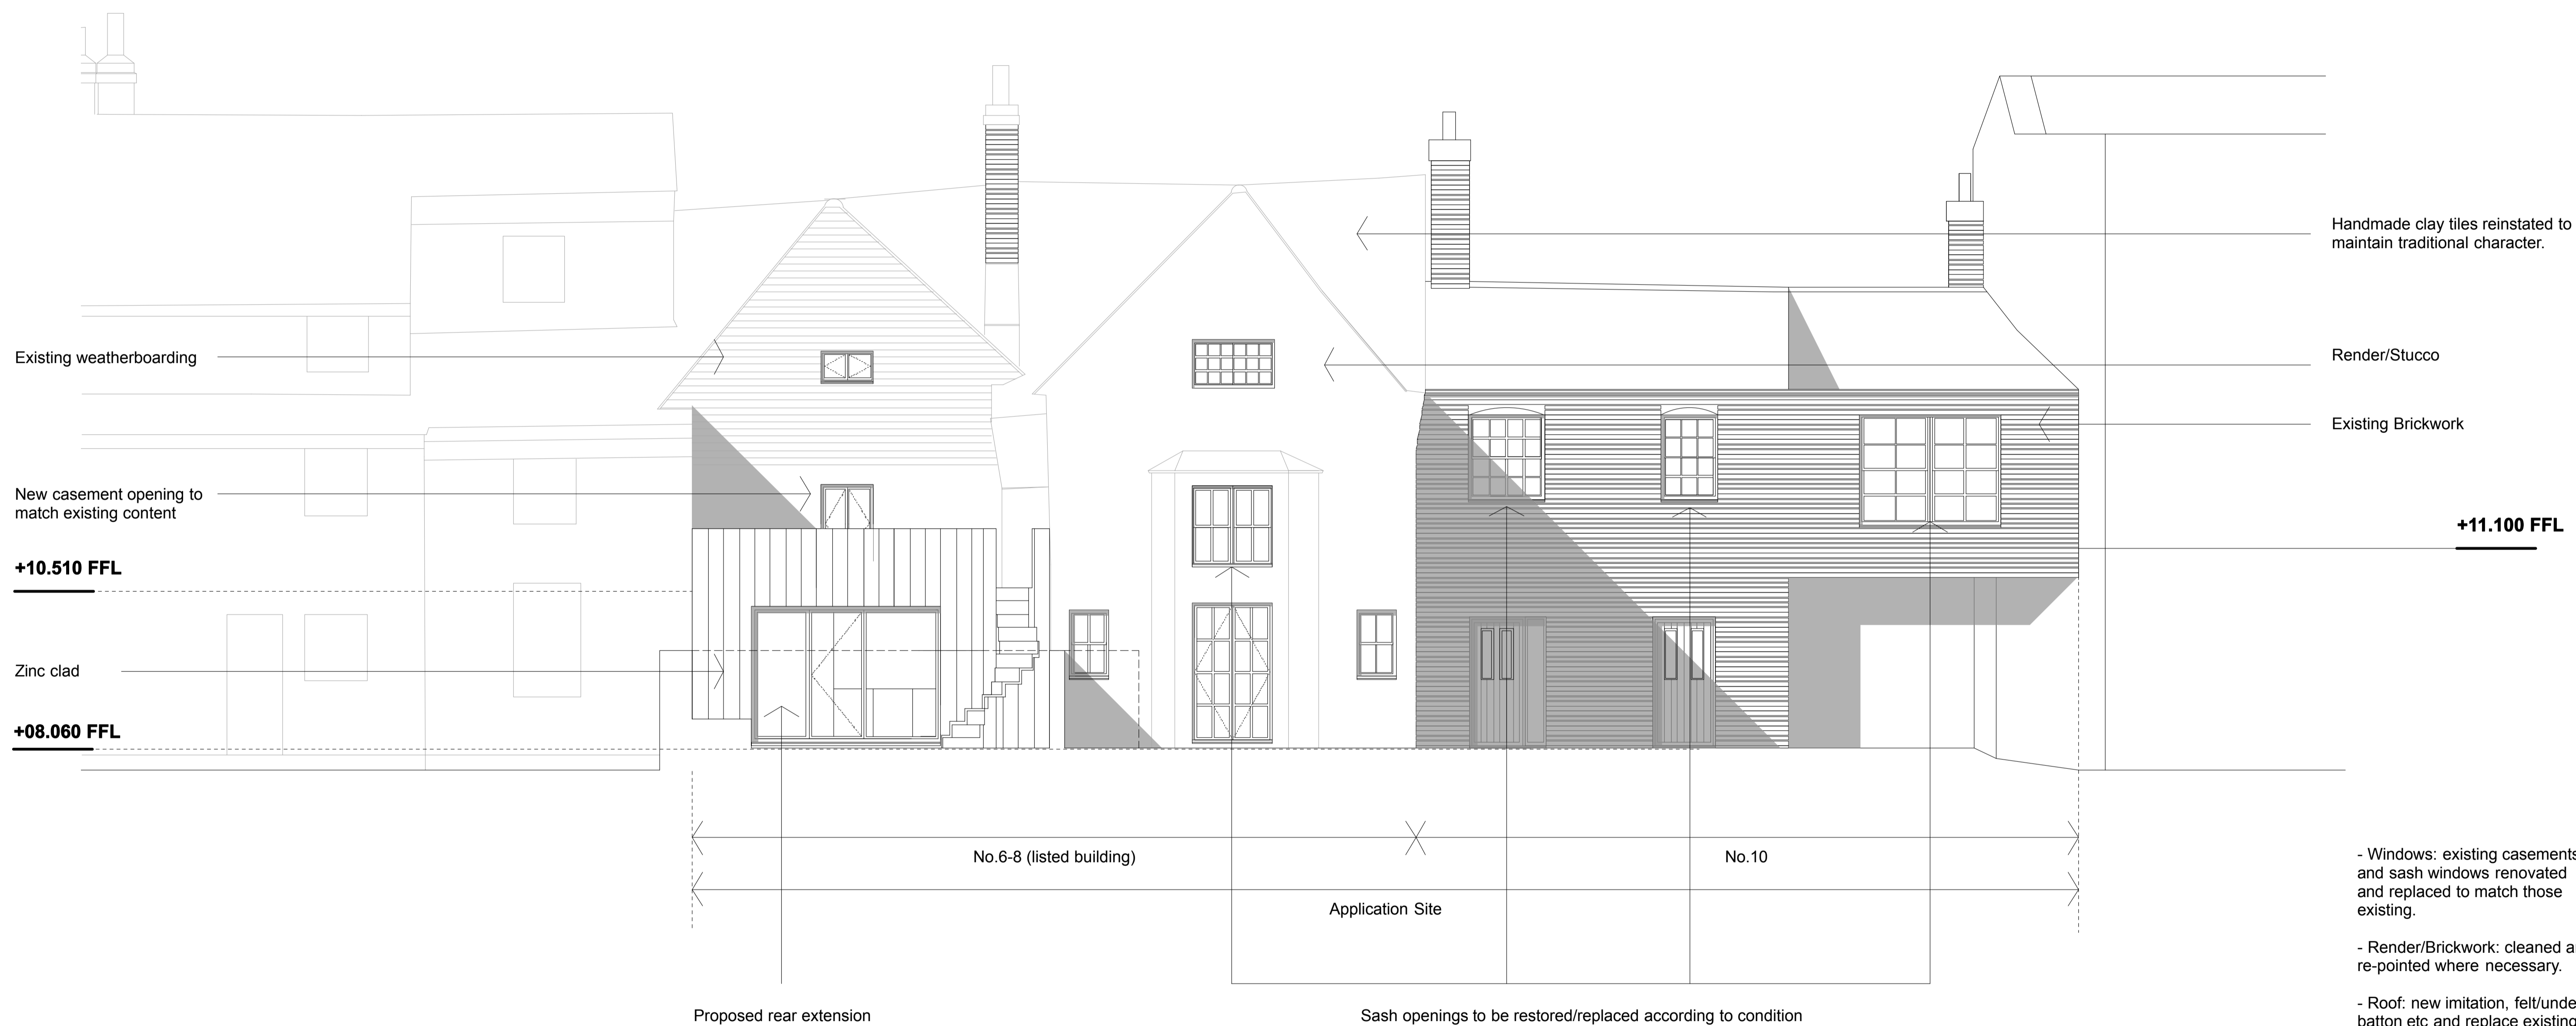 Handmade clay tiles reinstated to
maintain traditional character.
Existing weatherboarding
Render/Stucco
Existing Brickwork
New casement opening to
match existing content
+11.100 FFL
+10.510 FFL
Zinc clad
+08.060 FFL
No.6-8 (listed building)
No.10
Application Site
- Windows: existing casements
and sash windows renovated
and replaced to match those
existing.
- Render/Brickwork: cleaned
re-pointed where necessary.
- Roof: new imitation,
batton etc and replace existing
Proposed rear extension
Sash openings to be restored/replaced according to condition